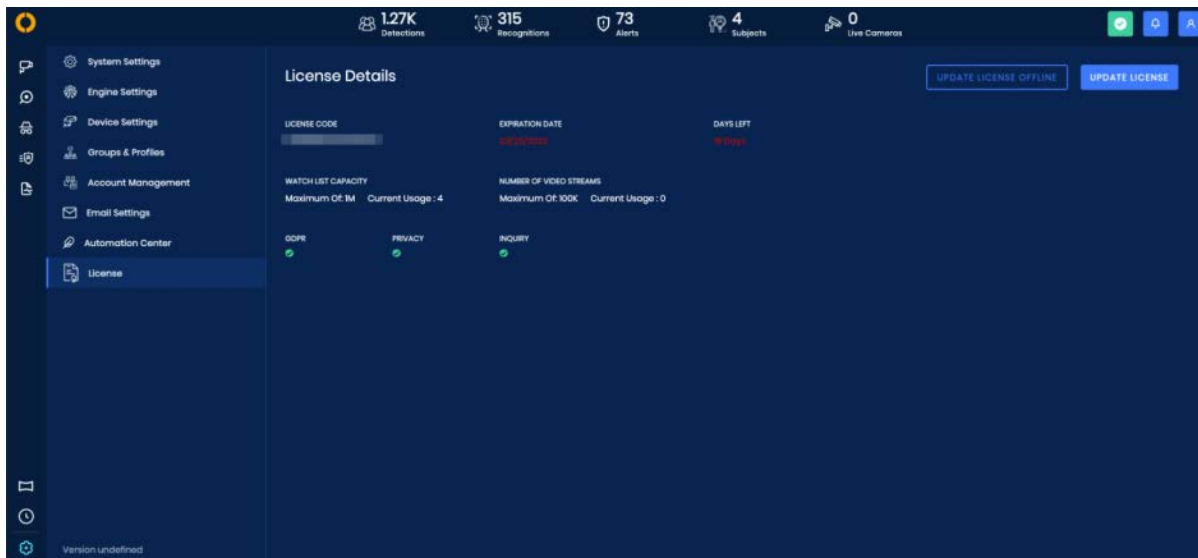 1.27K
Detections
315
Recognitions
73
Alerts
4
Subjects
0
Live Cameras
System Settings
Engine Settings
Device Settings
Groups & Profiles
Account Management
Email Settings
Automation Center
License
Version undefined
License Details
UPDATE LICENSE OFFLINE
UPDATE LICENSE
LICENSE CODE
EXPIRATION DATE
DAYS LEFT
Days
WATCH LIST CAPACITY
Maximum Of: 1M Current Usage : 4
NUMBER OF VIDEO STREAMS
Maximum Of: 100K Current Usage : 0
GDPR
PRIVACY
INQUIRY